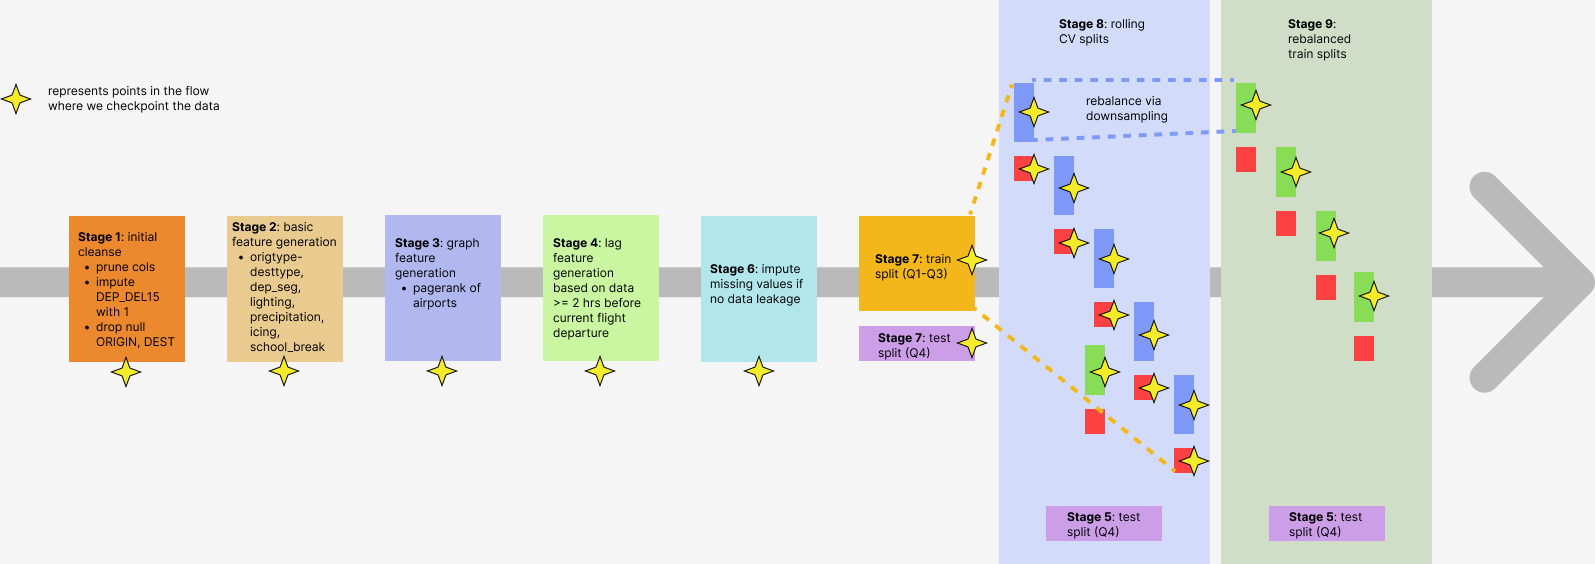 represents points in the flow
where we checkpoint the data
Stage 1: initial
cleanse
• prune cols
• impute
DEP_DEL15
with 1
• drop null
ORIGIN, DEST
Stage 2: basic
feature generation
• origtype-
desttype,
dep_seg,
lighting,
precipitation,
icing,
school_break
Stage 3: graph
feature
generation
• pagerank of
airports
Stage 4: lag
feature
generation
based on data
>= 2 hrs before
current flight
departure
Stage 6: impute
missing values if
no data leakage
Stage 7: train
split (Q1-Q3)
Stage 7: test
split (Q4)
Stage 8: rolling
CV splits
rebalance via
downsampling
Stage 5: test
split (Q4)
Stage 9:
rebalanced
train splits
Stage 5: test
split (Q4)